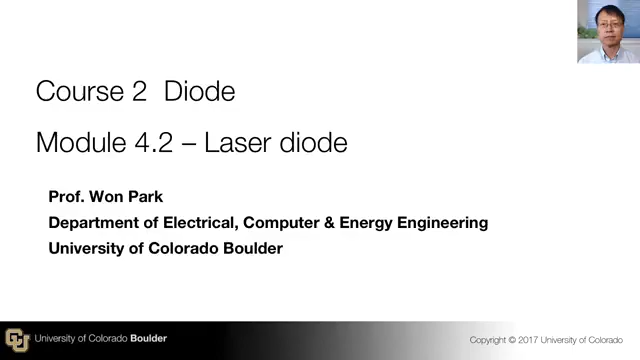 Course 2 Diode
Module 4.2 – Laser diode
Prof. Won Park
Department of Electrical, Computer & Energy Engineering
University of Colorado Boulder
University of Colorado Boulder
Copyright © 2017 University of Colorado